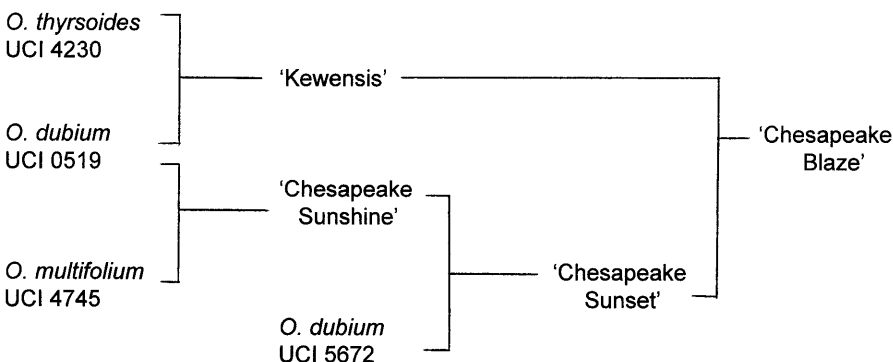 O. thyrsoides
UCI 4230
‘Kewensis’
O. dubium
UCI 0519
‘Chesapeake
Blaze’
‘Chesapeake
Sunshine’
O. multifolium
UCI 4745
‘Chesapeake
Sunset’
O. dubium
UCI 5672